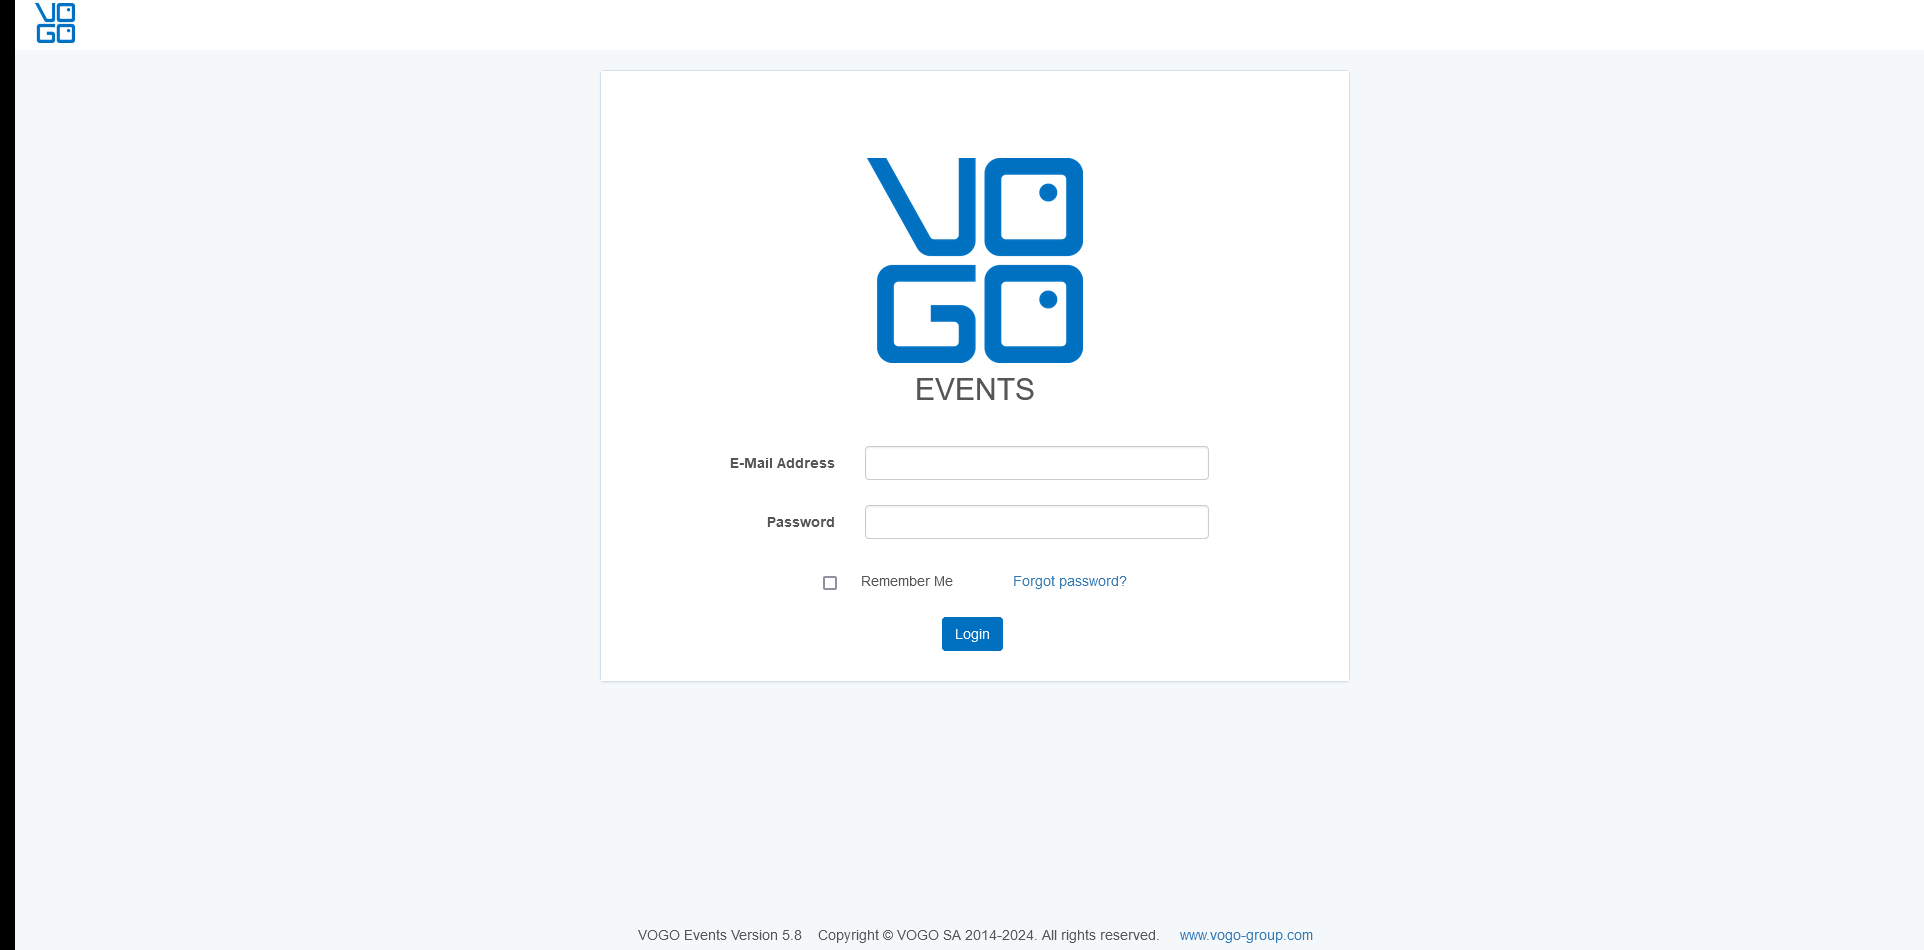 VOGO
VOGO
EVENTS
E-Mail Address
Password
Remember Me Forgot password?
Login
VOGO Events Version 5.8 Copyright © VOGO SA 2014-2024. All rights reserved. www.vogo-group.com